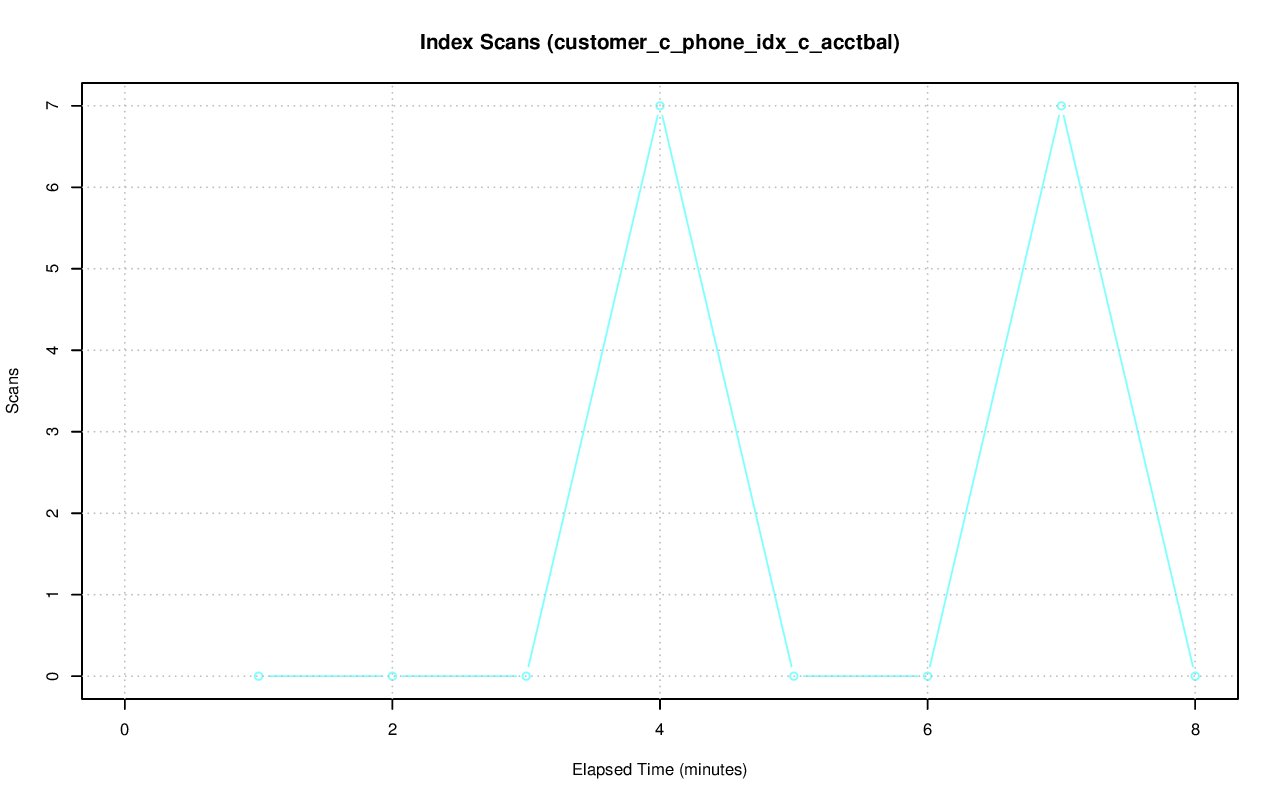 Index Scans (customer_c_phone_idx_c_acctbal)
7
6
5
4
3
2
1
0
Scans
0 2 4 6 8
Elapsed Time (minutes)